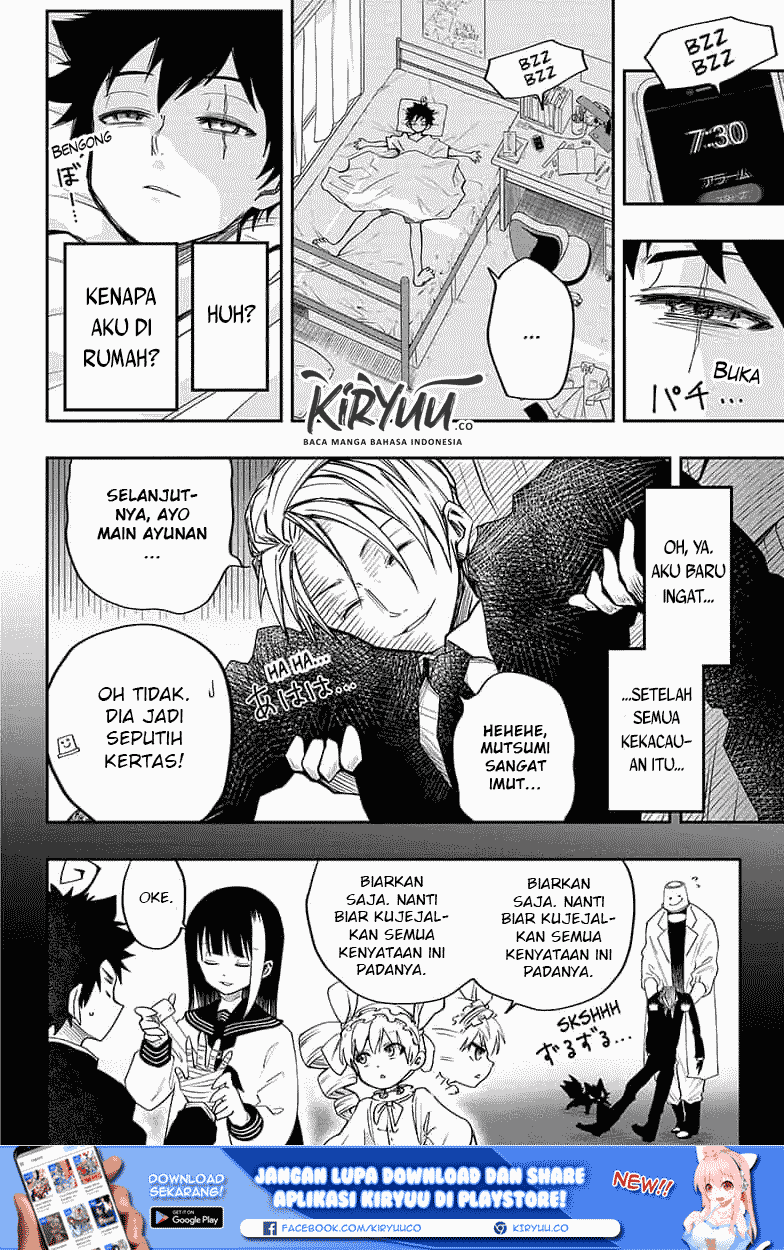 BZZ
BZZ
7:30
アラーム
BUKA
パチ...
BZZ
BZZ
...
BENGONG
ぼー...
HUH?
KENAPA
AKU DI
RUMAH?
KIRYUU.CO
BACA MANGA BAHASA INDONESIA
OH, YA.
AKU BARU
INGAT...
...SETELAH
SEMUA
KEKACAU-
AN ITU...
SELANJUT-
NYA, AYO
MAIN AYUNAN
...
HA HA...
あはは...
HEHEHE,
MUTSUMI
SANGAT
IMUT...
OH TIDAK.
DIA JADI
SEPUTIH
KERTAS!
?
SKSHHH
ずるずる...
BIARKAN
SAJA. NANTI
BIAR KUJEJAL-
KAN SEMUA
KENYATAAN INI
PADANYA.
BIARKAN
SAJA. NANTI
BIAR KUJEJAL-
KAN SEMUA
KENYATAAN INI
PADANYA.
OKE.
DOWNLOAD
SEKARANG!
GET IT ON
Google Play
JANGAN LUPA DOWNLOAD DAN SHARE
APLIKASI KIRYUU DI PLAYSTORE!
NEW!!
FACEBOOK.COM/KIRYUUCO
KIRYUU.CO